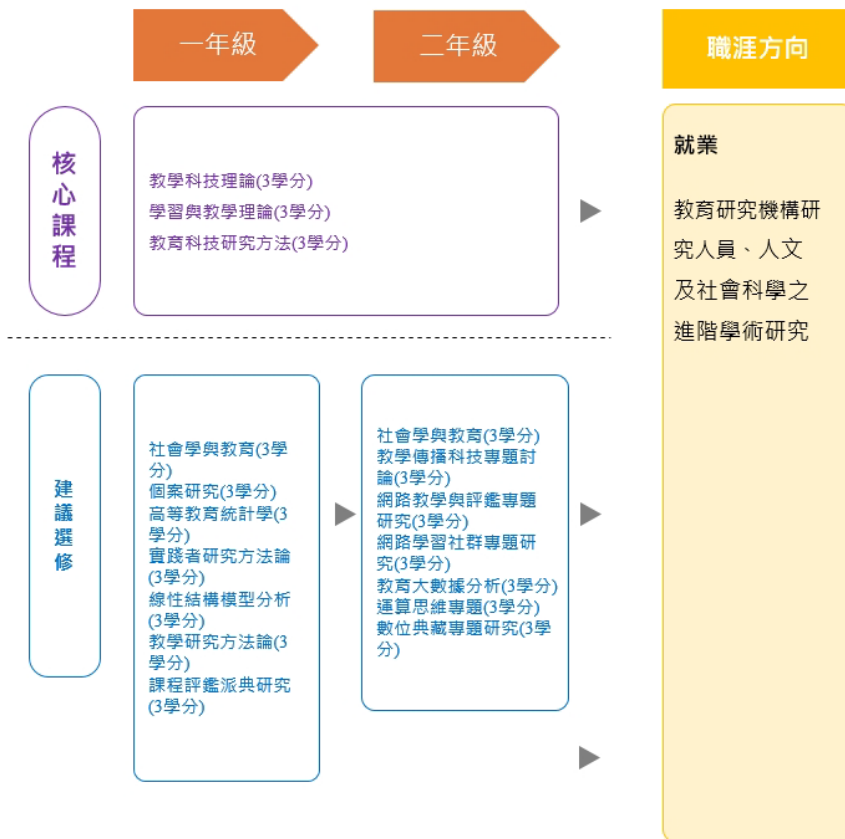 一年級
二年級
職涯方向
核心課程
教學科技理論(3學分)
學習與教學理論(3學分)
教育科技研究方法(3學分)
就業
教育研究機構研
究人員、人文
及社會科學之
進階學術研究
建議選修
社會學與教育(3學
分)
個案研究(3學分)
高等教育統計學(3
學分)
實踐者研究方法論
(3學分)
線性結構模型分析
(3學分)
教學研究方法論(3
學分)
課程評鑑派典研究
(3學分)
社會學與教育(3學分)
教學傳播科技專題討
論(3學分)
網路教學與評鑑專題
研究(3學分)
網路學習社群專題研
究(3學分)
教育大數據分析(3學分)
運算思維專題(3學分)
數位典藏專題研究(3學
分)